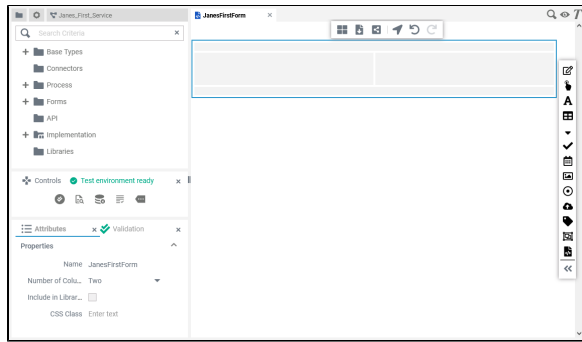 Janes_First_Service
JanesFirstForm ×
Search Criteria ×
+ Base Types
Connectors
+ Process
+ Forms
API
+ Implementation
Libraries
Controls Test environment ready ×
Attributes × Validation ×
Properties
Name JanesFirstForm
Number of Colu... Two
Include in Librar...
CSS Class Enter text